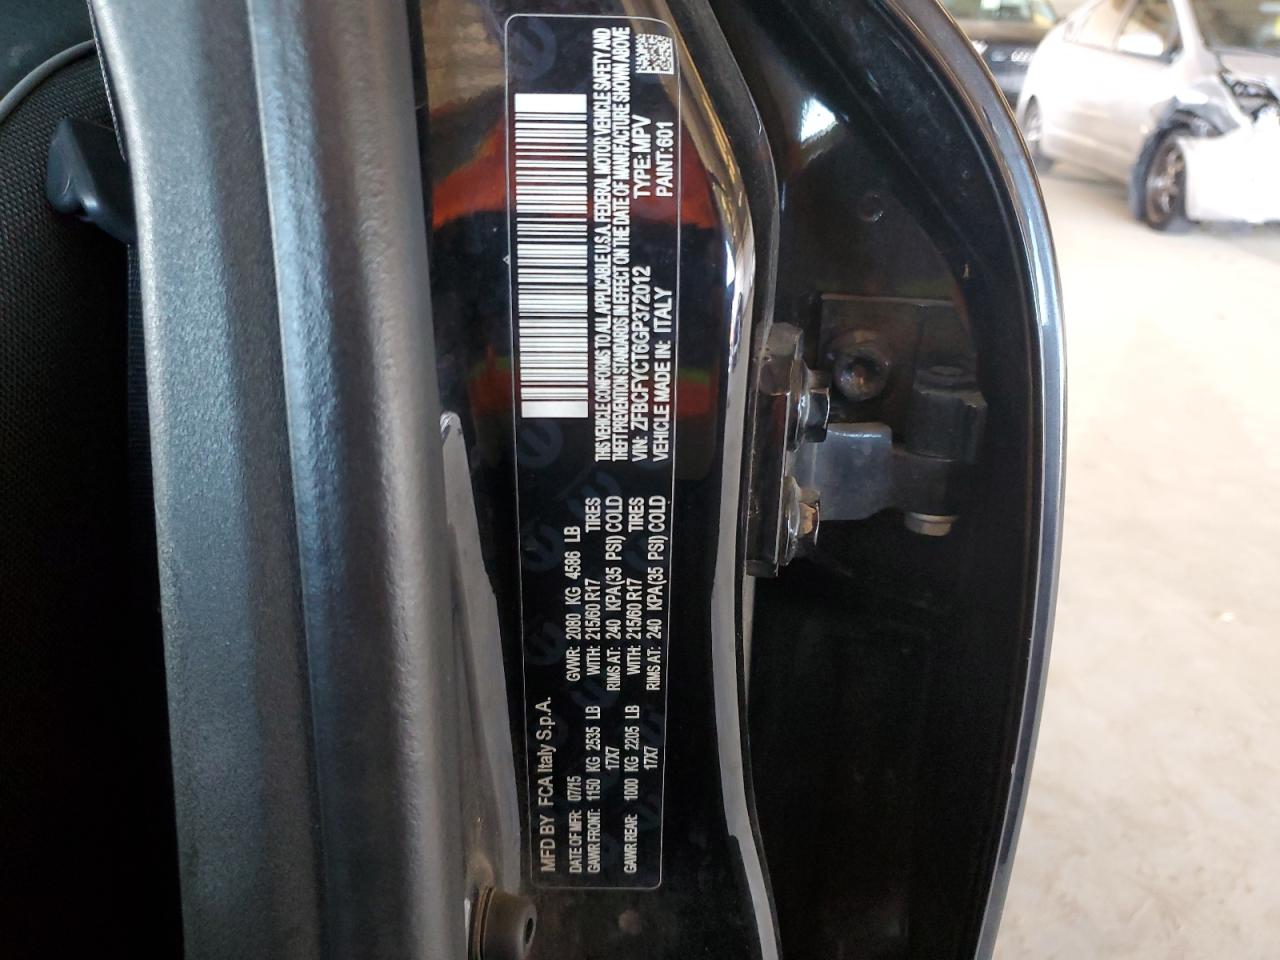 MFD BY FCA Italy S.p.A.
DATE OF MFR: 07/15 GVWR: 2080 KG 4586 LB
GAWR FRONT: 1150 KG 2535 LB WITH: 215/60 R17 TIRES
17X7 RIMS AT: 240 KPA(35 PSI) COLD
GAWR REAR: 1000 KG 2205 LB WITH: 215/60 R17 TIRES
17X7 RIMS AT: 240 KPA(35 PSI) COLD
THIS VEHICLE CONFORMS TO ALL APPLICABLE U.S.A. FEDERAL MOTOR VEHICLE SAFETY AND
THEFT PREVENTION STANDARDS IN EFFECT ON THE DATE OF MANUFACTURE SHOWN ABOVE
VIN: ZFBCFYCT6GP372012 TYPE: MPV
VEHICLE MADE IN: ITALY PAINT:601